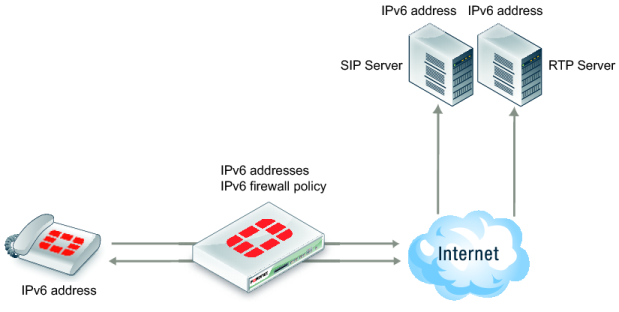 IPv6 address IPv6 address
SIP Server
RTP Server
IPv6 addresses
IPv6 firewall policy
Internet
IPv6 address